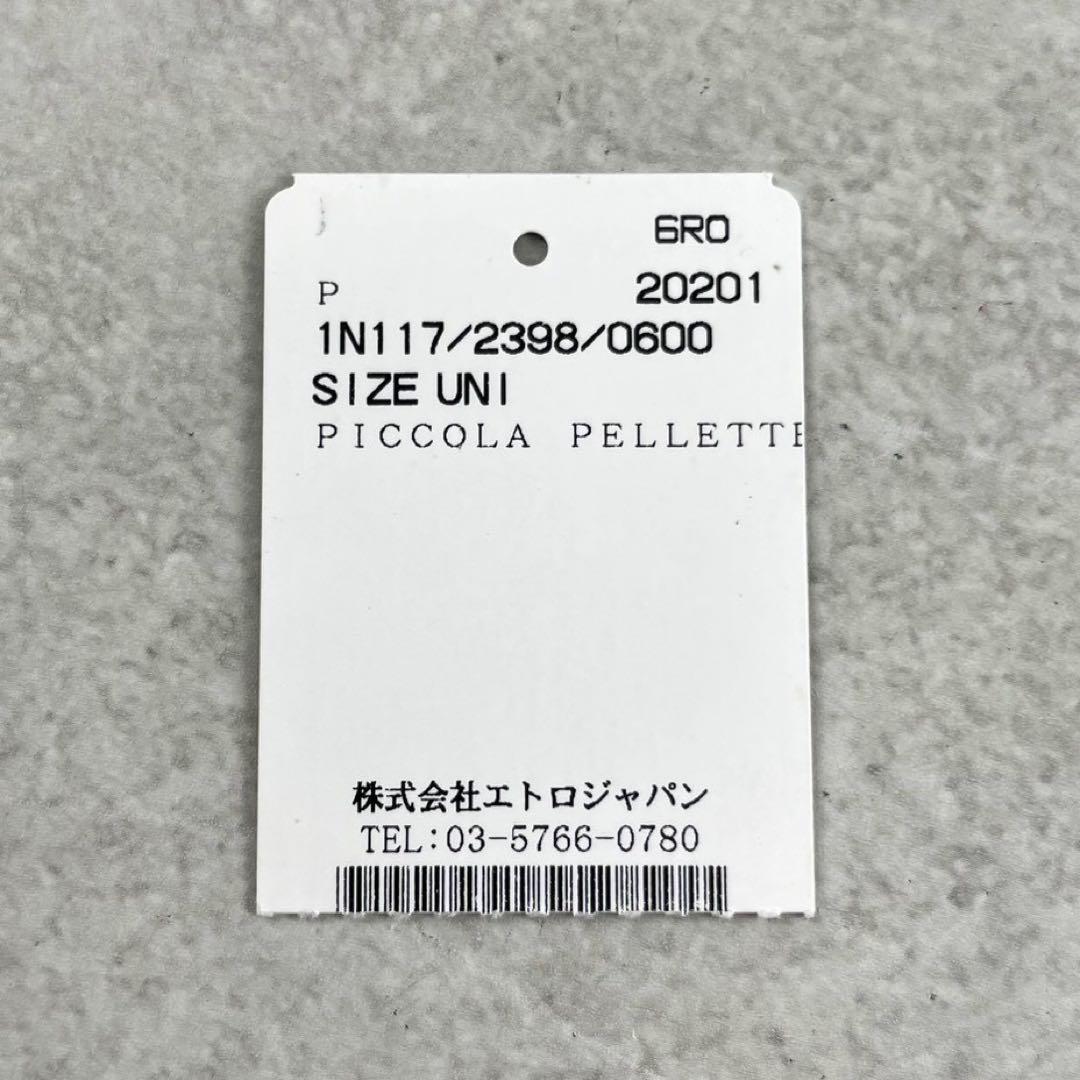 6RO
P 20201
1N117/2398/0600
SIZE UNI
PICCOLA PELLETTE
株式会社エトロジャパン
TEL:03-5766-0780